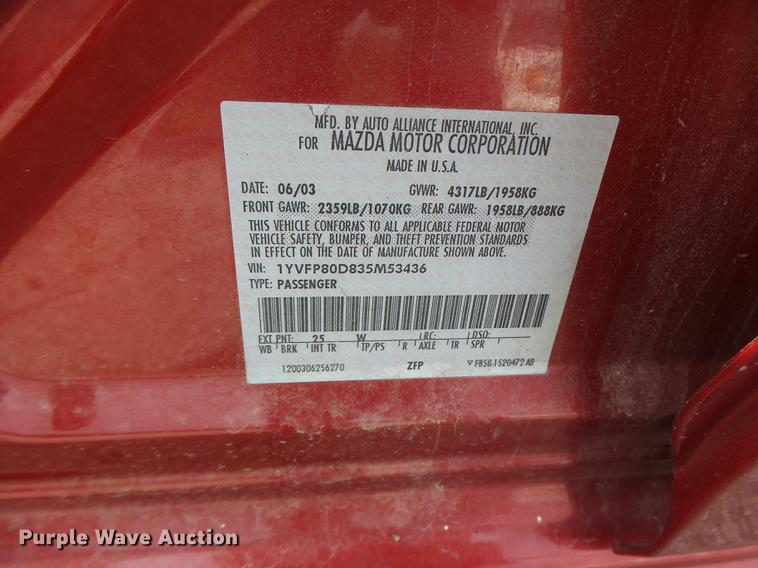 MFD. BY AUTO ALLIANCE INTERNATIONAL, INC.
FOR MAZDA MOTOR CORPORATION
MADE IN U.S.A.
DATE: 06/03 GVWR: 4317LB/1958KG
FRONT GAWR: 2359LB/1070KG REAR GAWR: 1958LB/888KG
THIS VEHICLE CONFORMS TO ALL APPLICABLE FEDERAL MOTOR
VEHICLE SAFETY, BUMPER, AND THEFT PREVENTION STANDARDS
IN EFFECT ON THE DATE OF MANUFACTURE SHOWN ABOVE.
VIN: 1YVFP80D835M53436
TYPE: PASSENGER
EXT PNT: 25 W RC: DSO:
WB BRK INT TR TP/PS R AXLE TR SPR
1200306256270 ZFP F85B 1520472 AB
Purple Wave Auction